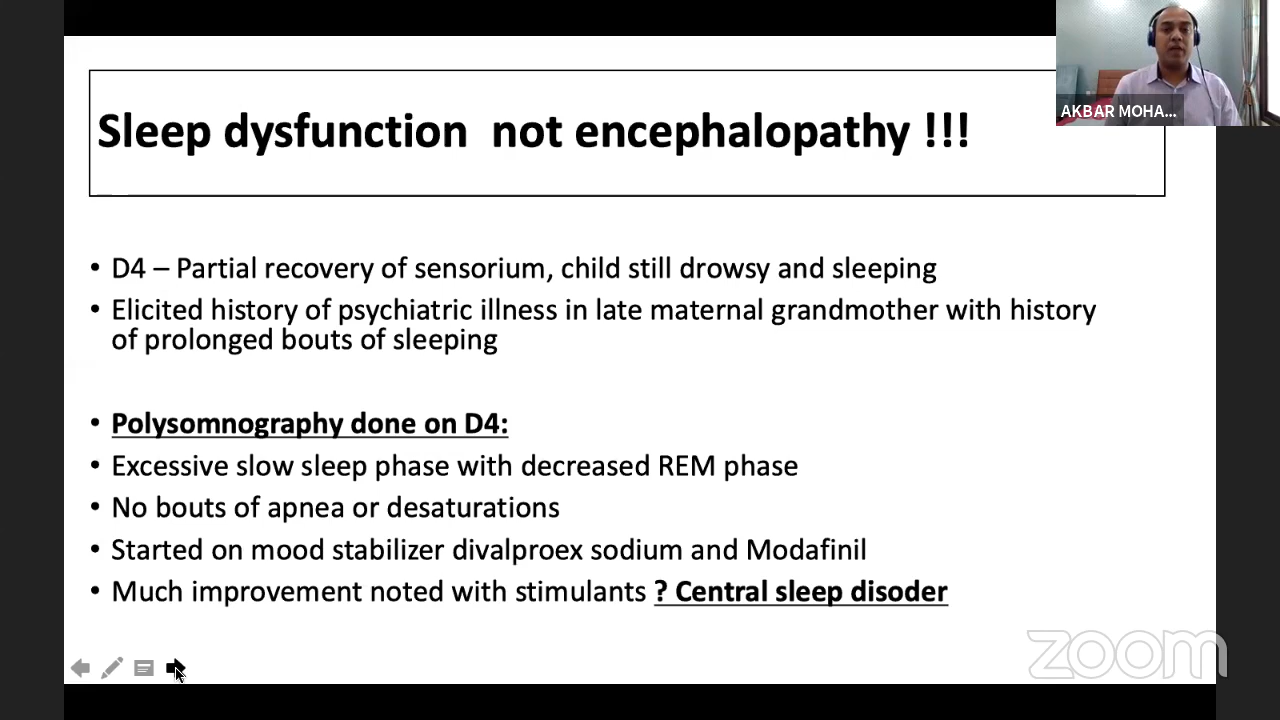 AKBAR MOHA...
Sleep dysfunction not encephalopathy !!!
• D4 – Partial recovery of sensorium, child still drowsy and sleeping
• Elicited history of psychiatric illness in late maternal grandmother with history
of prolonged bouts of sleeping
• Polysomnography done on D4:
• Excessive slow sleep phase with decreased REM phase
• No bouts of apnea or desaturations
• Started on mood stabilizer divalproex sodium and Modafinil
• Much improvement noted with stimulants ? Central sleep disoder
zoom